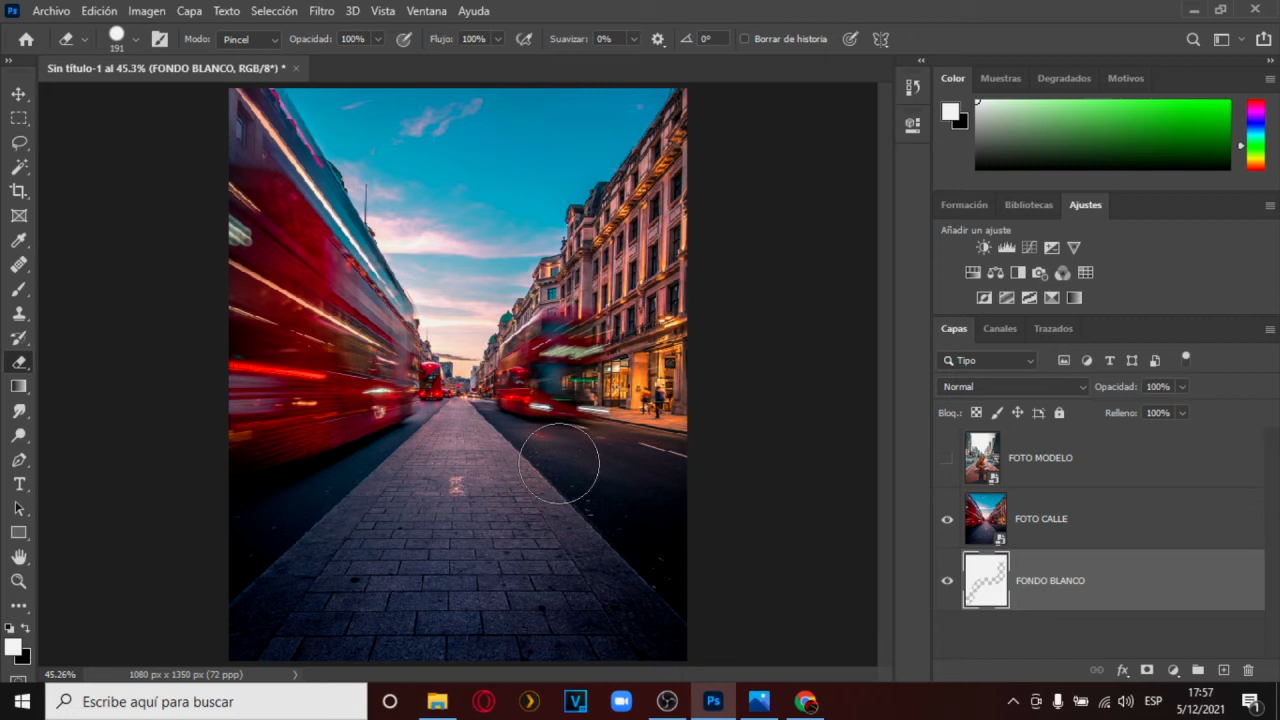 Ps Archivo Edición Imagen Capa Texto Selección Filtro 3D Vista Ventana Ayuda
191 Modo: Pincel Opacidad: 100% Flujo: 100% Suavizar: 0% 0° Borrar de historia
Sin título-1 al 45.3% (FONDO BLANCO, RGB/8*) * ×
Color Muestras Degradados Motivos
Formación Bibliotecas Ajustes
Añadir un ajuste
Capas Canales Trazados
Tipo
Normal Opacidad: 100%
Bloq.: Relleno: 100%
FOTO MODELO
FOTO CALLE
FONDO BLANCO
45.26% 1080 px x 1350 px (72 ppp)
Escribe aquí para buscar
Ps
ESP
17:57
5/12/2021
1